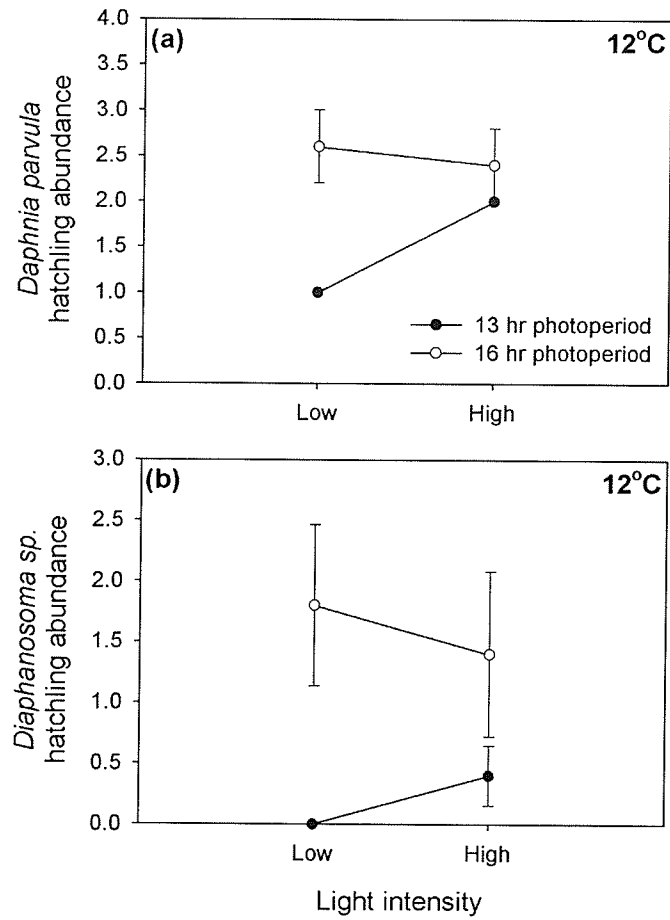 4.0
(a)
12°C
3.5
3.0
2.5
2.0
1.5
1.0
0.5
0.0
Daphnia parvula
hatchling abundance
13 hr photoperiod
16 hr photoperiod
Low
High
3.0
(b)
12°C
2.5
2.0
1.5
1.0
0.5
0.0
Diaphanosoma sp.
hatchling abundance
Low
High
Light intensity